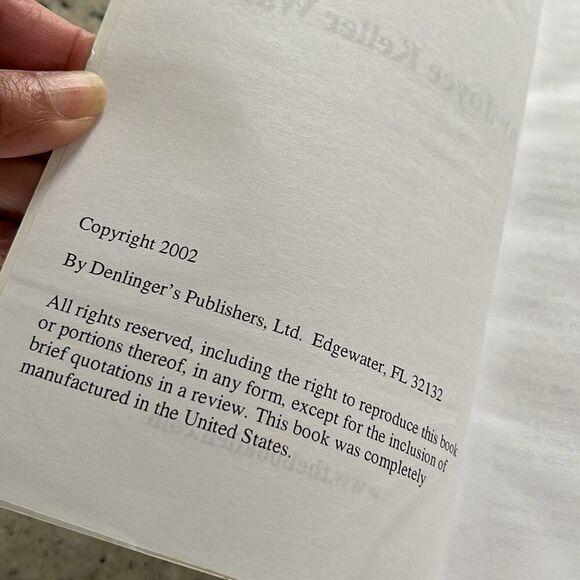 Copyright 2002
By Denlinger's Publishers, Ltd. Edgewater, FL 32132
All rights reserved, including the right to reproduce this book
or portions thereof, in any form, except for the inclusion of
brief quotations in a review. This book was completely
manufactured in the United States.